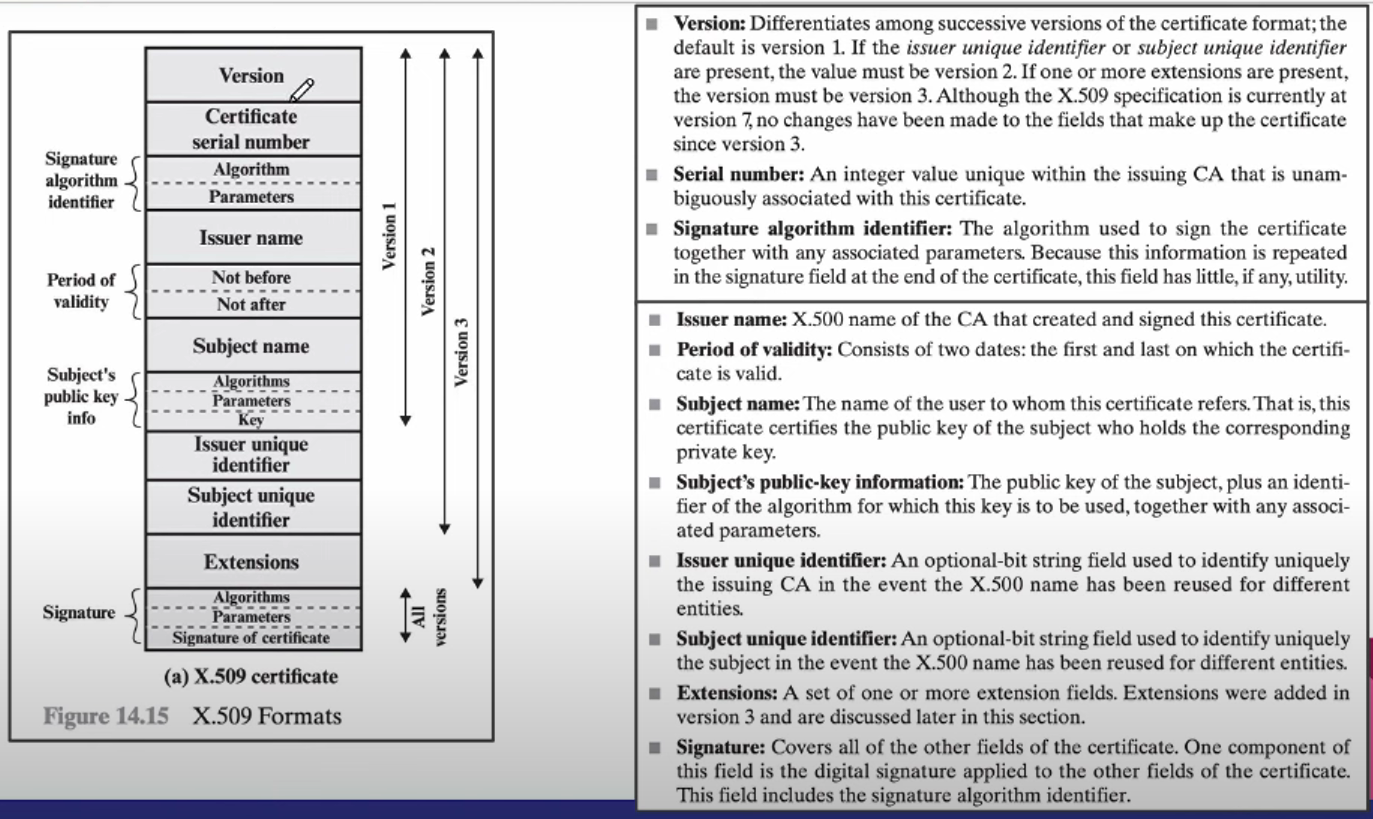 Version
Certificate
serial number
Signature
algorithm
identifier
Algorithm
Parameters
Issuer name
Period of
validity
Not before
Not after
Subject name
Subject's
public key
info
Algorithms
Parameters
Key
Issuer unique
identifier
Subject unique
identifier
Extensions
Signature
Algorithms
Parameters
Signature of certificate
Version 1
Version 2
Version 3
All
versions
(a) X.509 certificate
Figure 14.15 X.509 Formats
■ Version: Differentiates among successive versions of the certificate format; the
default is version 1. If the issuer unique identifier or subject unique identifier
are present, the value must be version 2. If one or more extensions are present,
the version must be version 3. Although the X.509 specification is currently at
version 7, no changes have been made to the fields that make up the certificate
since version 3.
■ Serial number: An integer value unique within the issuing CA that is unam-
biguously associated with this certificate.
■ Signature algorithm identifier: The algorithm used to sign the certificate
together with any associated parameters. Because this information is repeated
in the signature field at the end of the certificate, this field has little, if any, utility.
■ Issuer name: X.500 name of the CA that created and signed this certificate.
■ Period of validity: Consists of two dates: the first and last on which the certifi-
cate is valid.
■ Subject name: The name of the user to whom this certificate refers. That is, this
certificate certifies the public key of the subject who holds the corresponding
private key.
■ Subject's public-key information: The public key of the subject, plus an identi-
fier of the algorithm for which this key is to be used, together with any associ-
ated parameters.
■ Issuer unique identifier: An optional-bit string field used to identify uniquely
the issuing CA in the event the X.500 name has been reused for different
entities.
■ Subject unique identifier: An optional-bit string field used to identify uniquely
the subject in the event the X.500 name has been reused for different entities.
■ Extensions: A set of one or more extension fields. Extensions were added in
version 3 and are discussed later in this section.
■ Signature: Covers all of the other fields of the certificate. One component of
this field is the digital signature applied to the other fields of the certificate.
This field includes the signature algorithm identifier.